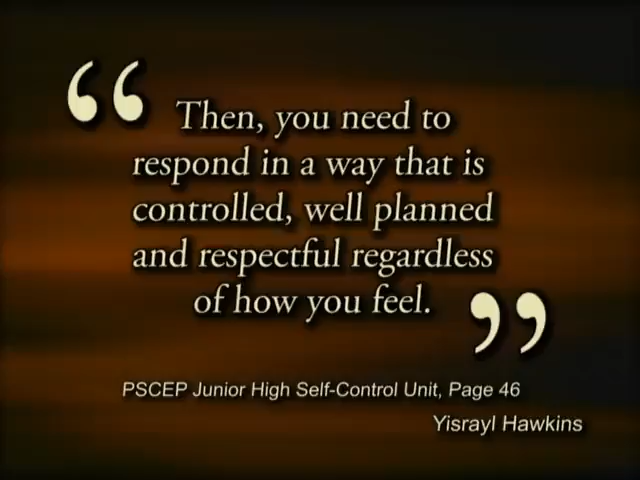 “ Then, you need to
respond in a way that is
controlled, well planned
and respectful regardless
of how you feel. ”
PSCEP Junior High Self-Control Unit, Page 46
Yisrayl Hawkins